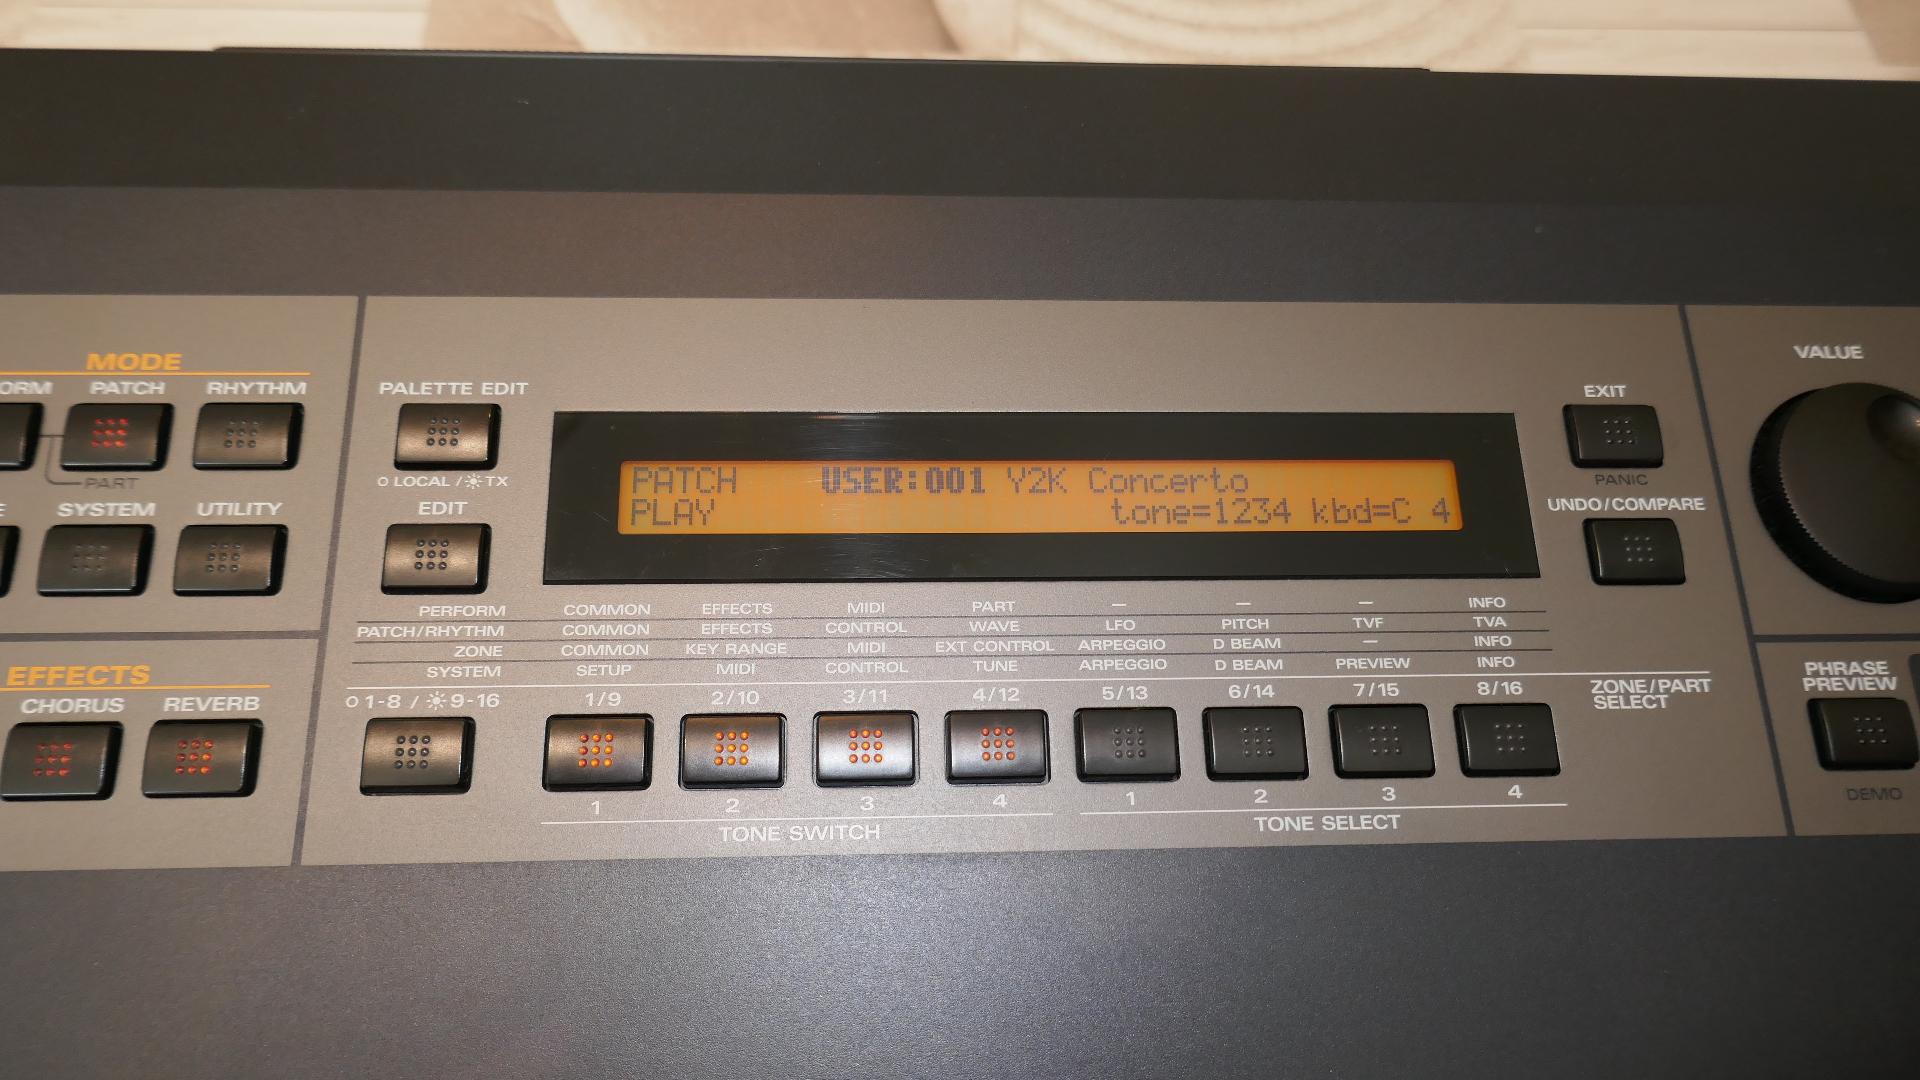 MODE
ORM PATCH RHYTHM
PART
E SYSTEM UTILITY
EFFECTS
CHORUS REVERB
PALETTE EDIT
LOCAL / TX
EDIT
PATCH USER:001 Y2K Concerto
PLAY tone=1234 kbd=C 4
EXIT
PANIC
UNDO/COMPARE
VALUE
PERFORM COMMON EFFECTS MIDI PART — — — INFO
PATCH/RHYTHM COMMON EFFECTS CONTROL WAVE LFO PITCH TVF TVA
ZONE COMMON KEY RANGE MIDI EXT CONTROL ARPEGGIO D BEAM — INFO
SYSTEM SETUP MIDI CONTROL TUNE ARPEGGIO D BEAM PREVIEW INFO
1-8 / 9-16 1/9 2/10 3/11 4/12 5/13 6/14 7/15 8/16
ZONE/PART
SELECT
1 2 3 4 1 2 3 4
TONE SWITCH TONE SELECT
PHRASE
PREVIEW
DEMO